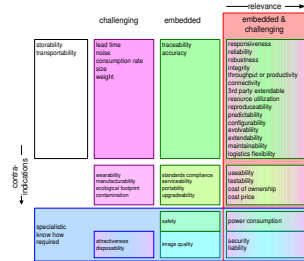 relevance
challenging
embedded
embedded &
challenging
storability
transportability
lead time
noise
consumption rate
size
weight
traceability
accuracy
responsiveness
reliability
robustness
integrity
throughput or productivity
connectivity
3rd party extendable
resource utilization
reproduceability
predictability
configurability
evolvability
extendability
maintainability
logistics flexibility
contra-
indications
wearability
manufacturability
ecological footprint
contamination
standards compliance
serviceability
portability
upgradeability
useability
testability
cost of ownership
cost price
specialistic
know how
required
safety
power consumption
attractiveness
disposability
image quality
security
liability